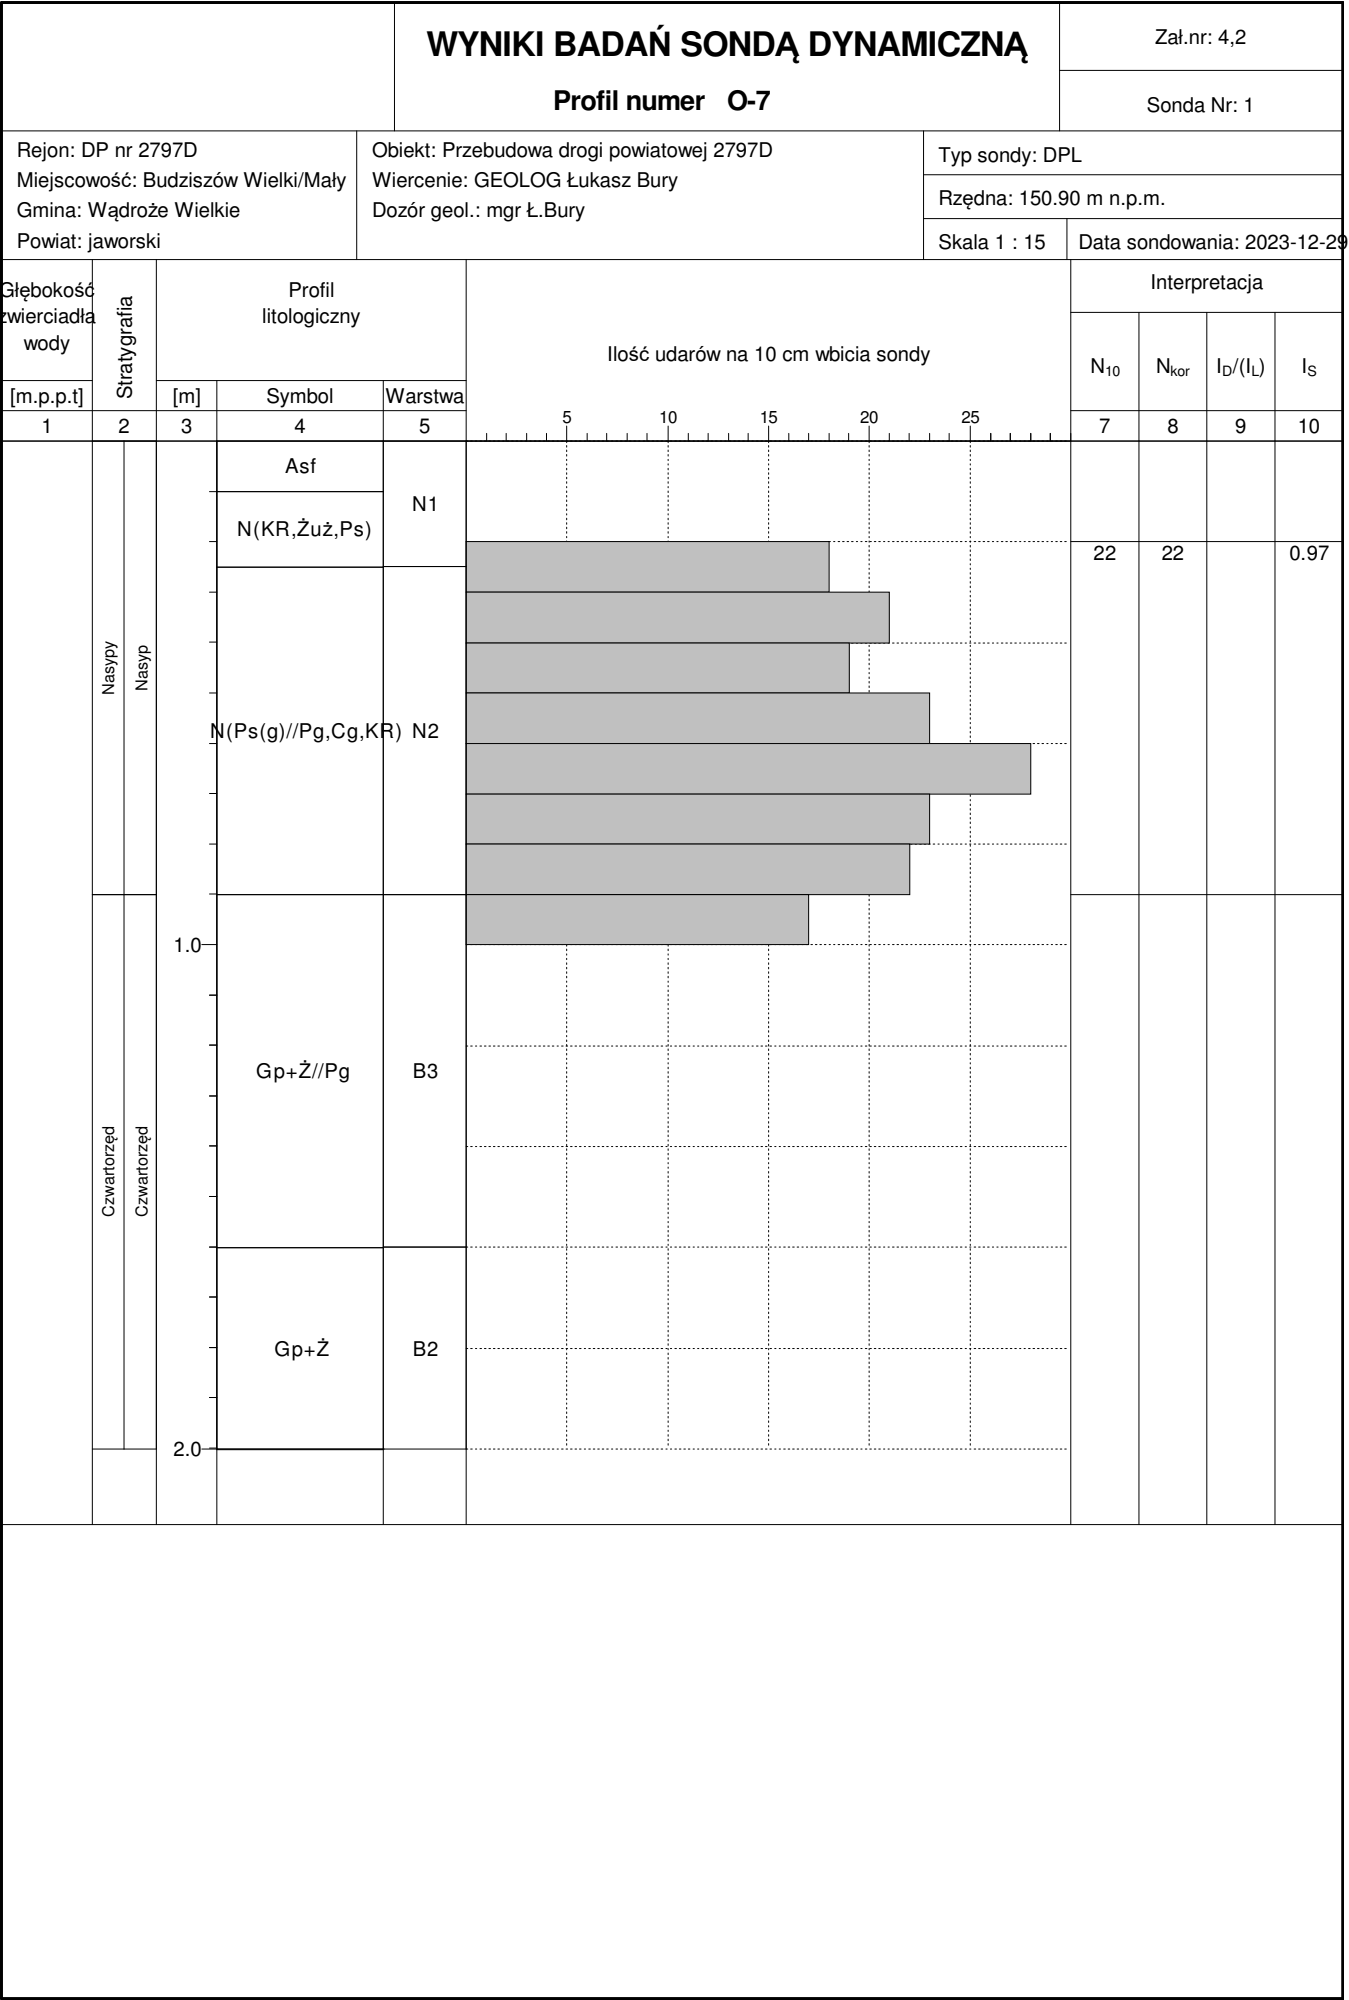 WYNIKI BADAŃ SONDĄ DYNAMICZNĄ
Profil numer O-7
Zał.nr: 4,2
Sonda Nr: 1
Rejon: DP nr 2797D
Miejscowość: Budziszów Wielki/Mały
Gmina: Wądroże Wielkie
Powiat: jaworski
Obiekt: Przebudowa drogi powiatowej 2797D
Wiercenie: GEOLOG Łukasz Bury
Dozór geol.: mgr Ł.Bury
Typ sondy: DPL
Rzędna: 150.90 m n.p.m.
Skala 1 : 15
Data sondowania: 2023-12-29
Głębokość
zwierciadła
wody
[m.p.p.t]
Stratygrafia
Profil
litologiczny
[m]
Symbol
Warstwa
Ilość udarów na 10 cm wbicia sondy
5 10 15 20 25
Interpretacja
N10
Nkor
ID/(IL)
IS
1 2 3 4 5 7 8 9 10
Asf
N1
N(KR,Żuż,Ps)
22 22 0.97
Nasypy
Nasyp
N(Ps(g)//Pg,Cg,KR) N2
1.0
Gp+Ż//Pg B3
Czwartorzęd
Czwartorzęd
Gp+Ż B2
2.0